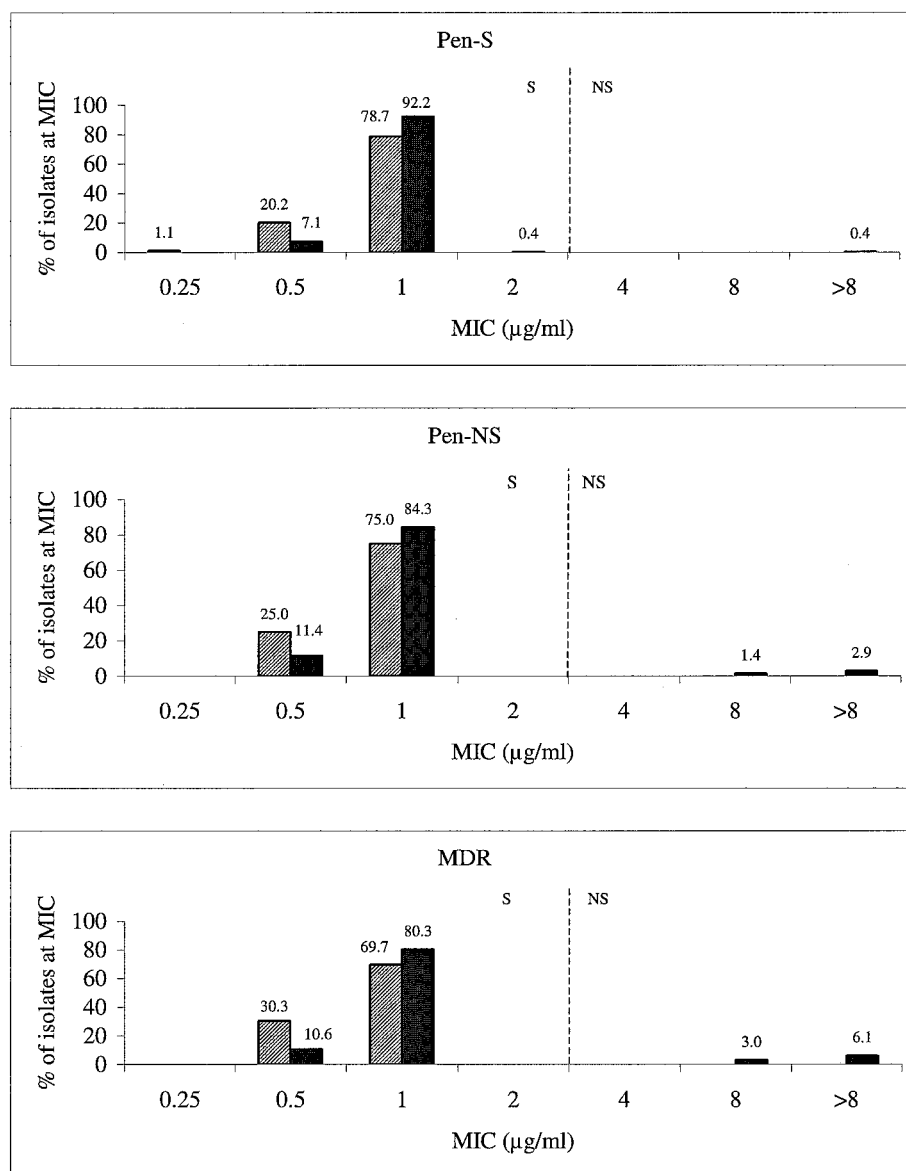 Pen-S
S NS
% of isolates at MIC
100
80
60
40
20
0
1.1
20.2
7.1
78.7
92.2
0.4
0.4
0.25 0.5 1 2 4 8 >8
MIC (µg/ml)
Pen-NS
S NS
% of isolates at MIC
100
80
60
40
20
0
25.0
11.4
75.0
84.3
1.4
2.9
0.25 0.5 1 2 4 8 >8
MIC (µg/ml)
MDR
S NS
% of isolates at MIC
100
80
60
40
20
0
30.3
10.6
69.7
80.3
3.0
6.1
0.25 0.5 1 2 4 8 >8
MIC (µg/ml)